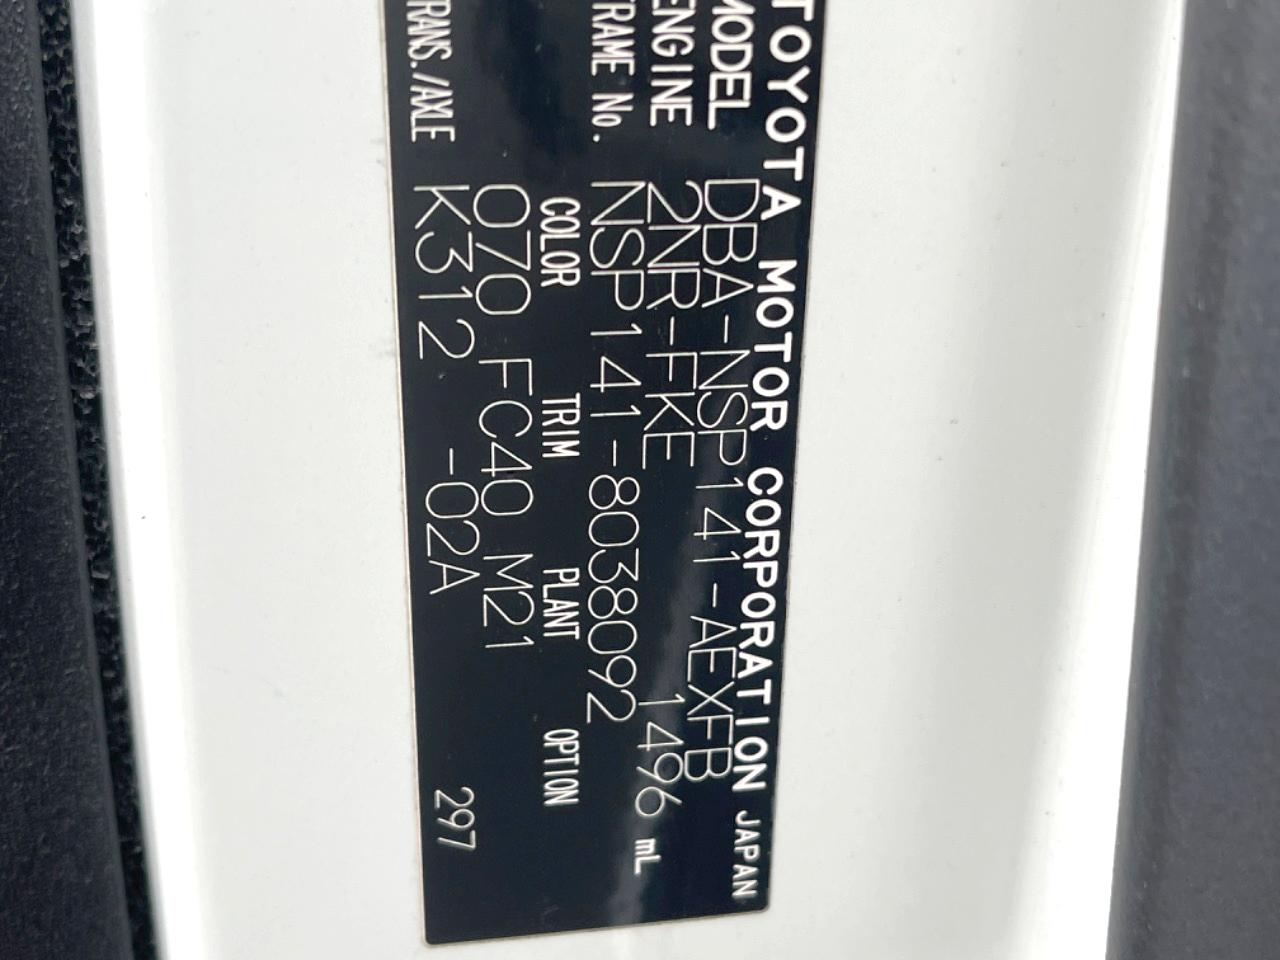 TOYOTA MOTOR CORPORATION JAPAN
MODEL DBA-NSP141-AEXFB
ENGINE 2NR-FKE 1496 mL
FRAME No. NSP141-8038092
COLOR TRIM PLANT OPTION
070 FC40 M21
TRANS./AXLE K312 -02A 297